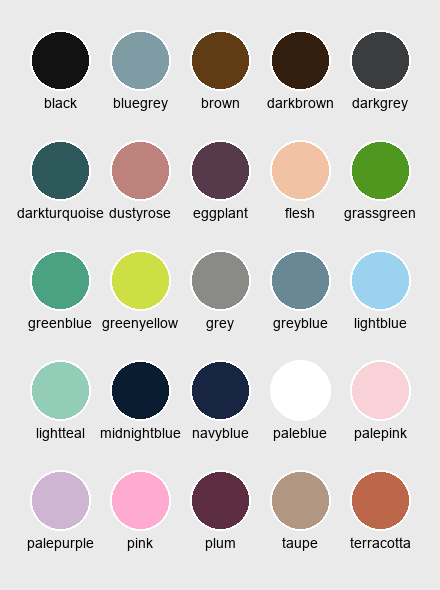 black bluegrey brown darkbrown darkgrey
darkturquoise dustyrose eggplant flesh grassgreen
greenblue greenyellow grey greyblue lightblue
lightteal midnightblue navyblue paleblue palepink
palepurple pink plum taupe terracotta